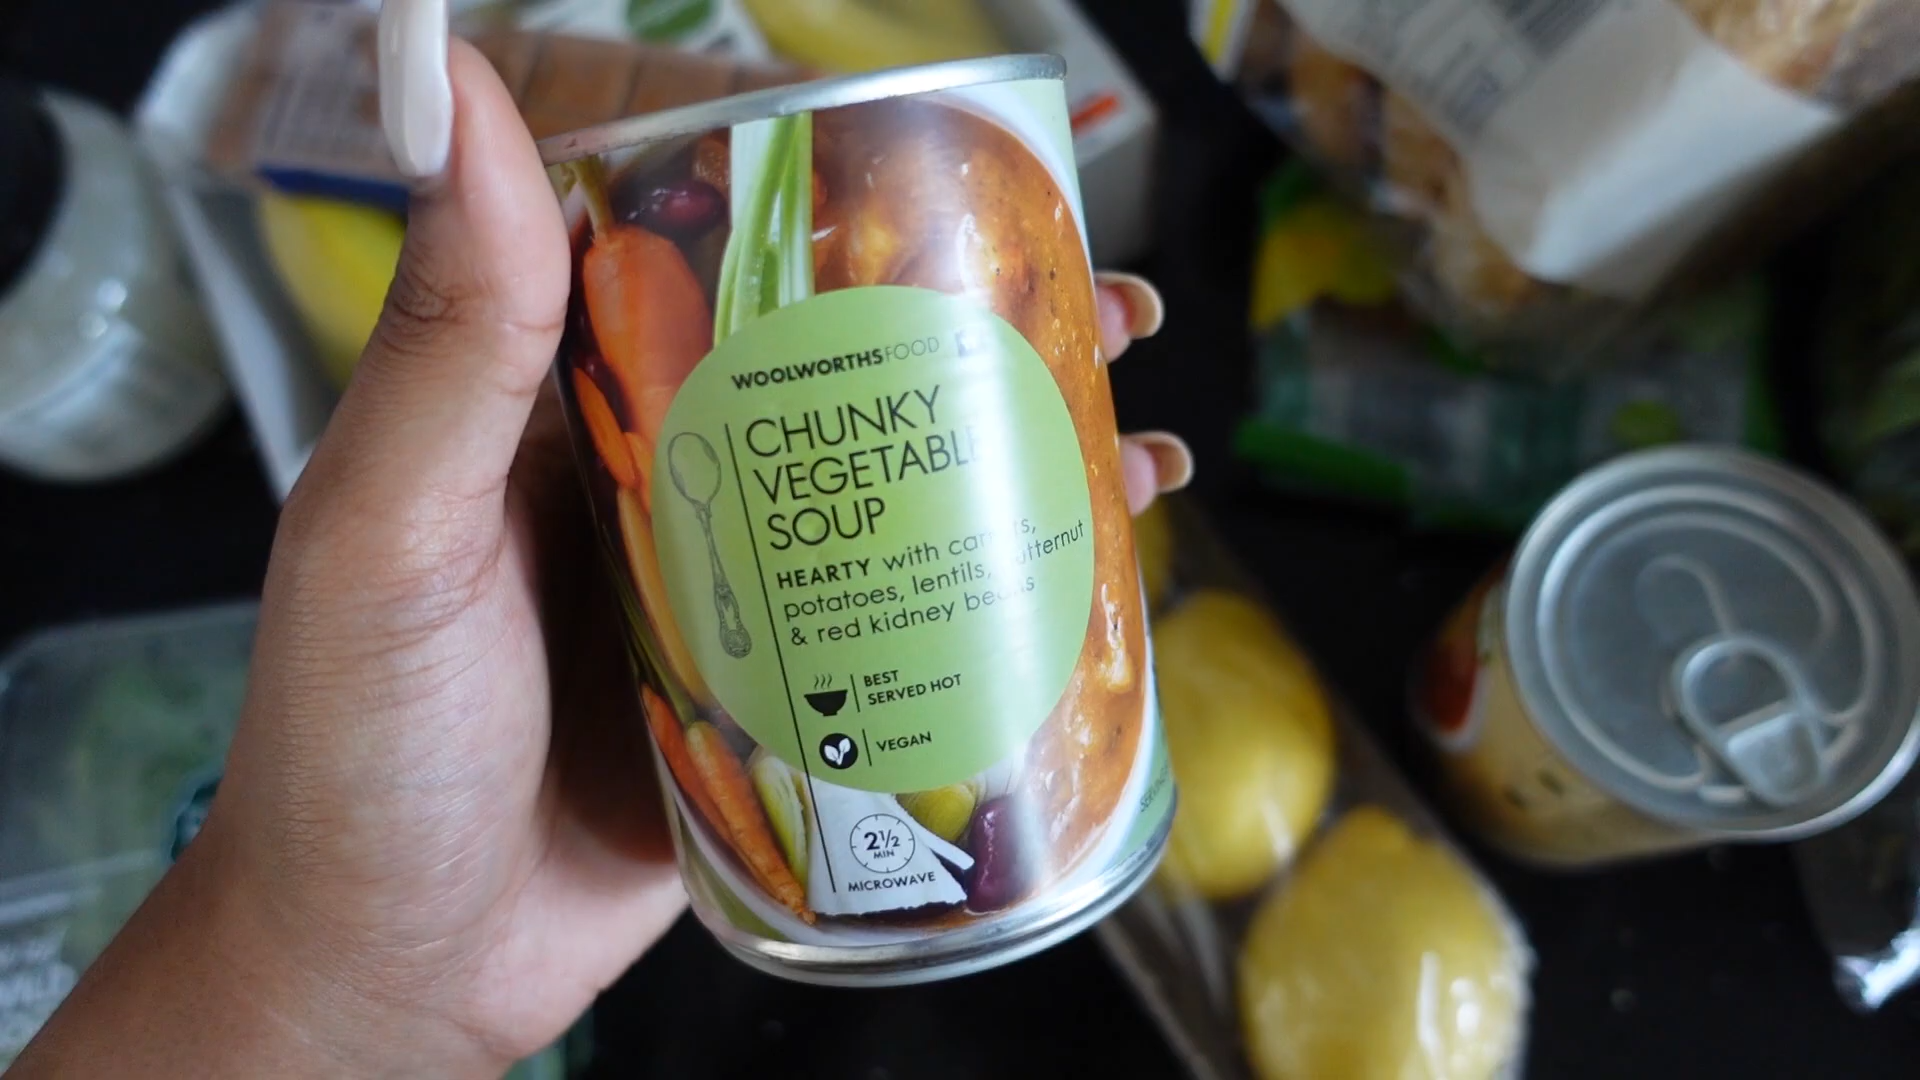 WOOLWORTHSFOOD
CHUNKY
VEGETABLE
SOUP
HEARTY with carrots,
potatoes, lentils, butternut
& red kidney beans
BEST
SERVED HOT
VEGAN
2½
MIN
MICROWAVE